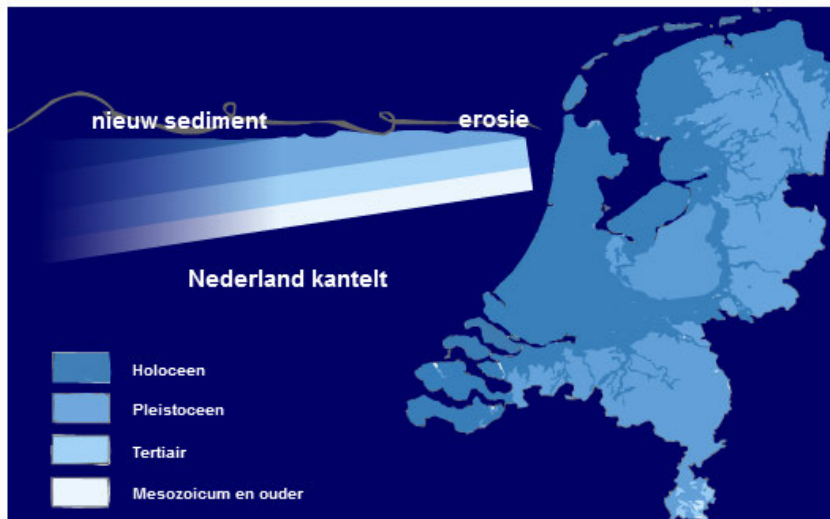 nieuw sediment
erosie
Nederland kantelt
Holoceen
Pleistoceen
Tertiair
Mesozoicum en ouder